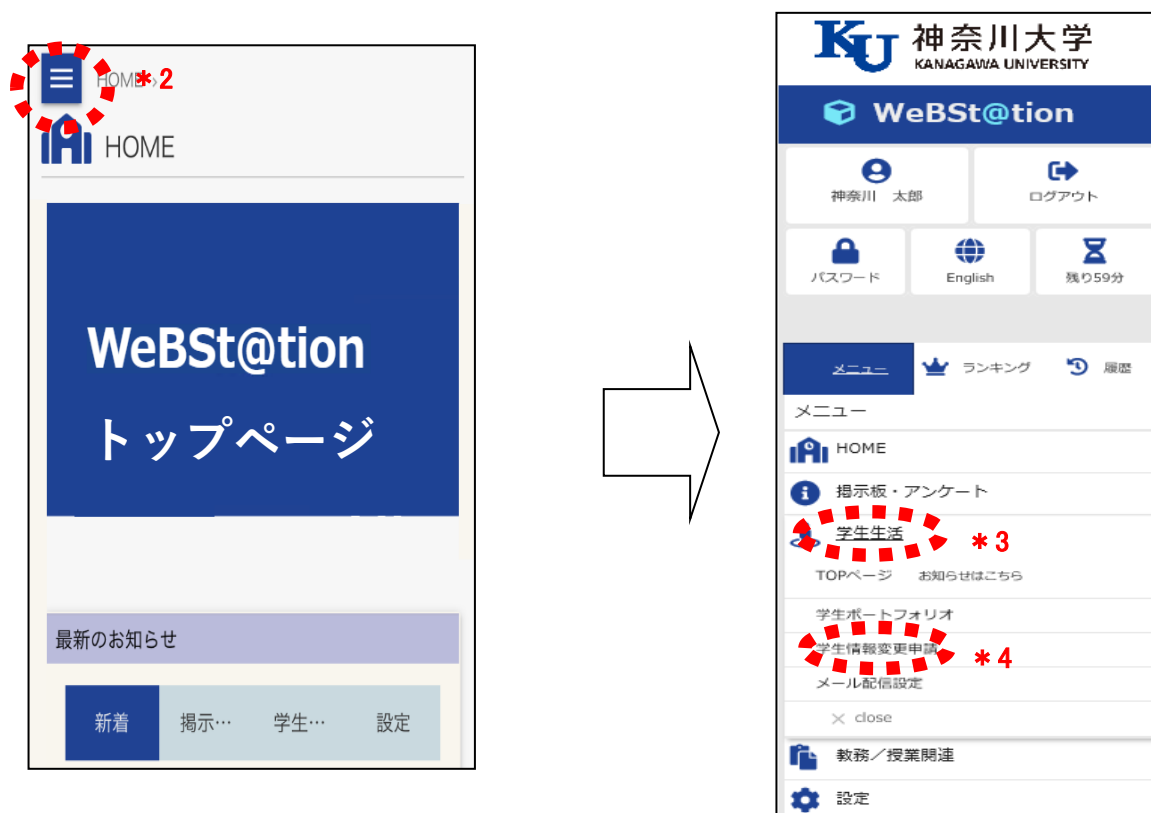 HOME ›
*2
HOME
WeBSt@tion
トップページ
最新のお知らせ
新着 掲示… 学生… 設定
KU 神奈川大学
KANAGAWA UNIVERSITY
WeBSt@tion
神奈川 太郎 ログアウト
パスワード English 残り59分
メニュー ランキング 履歴
メニュー
HOME
掲示板・アンケート
学生生活
*3
TOPページ お知らせはこちら
学生ポートフォリオ
学生情報変更申請
*4
メール配信設定
× close
教務／授業関連
設定